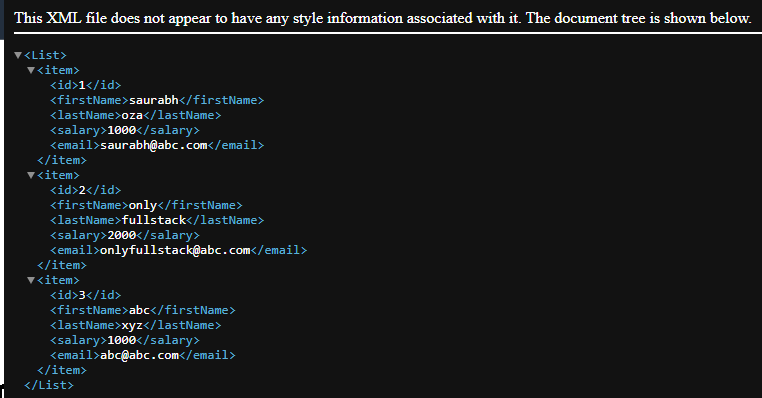 This XML file does not appear to have any style information associated with it. The document tree is shown below.
▼<List>
▼<item>
<id>1</id>
<firstName>saurabh</firstName>
<lastName>oza</lastName>
<salary>1000</salary>
<email>saurabh@abc.com</email>
</item>
▼<item>
<id>2</id>
<firstName>only</firstName>
<lastName>fullstack</lastName>
<salary>2000</salary>
<email>onlyfullstack@abc.com</email>
</item>
▼<item>
<id>3</id>
<firstName>abc</firstName>
<lastName>xyz</lastName>
<salary>1000</salary>
<email>abc@abc.com</email>
</item>
</List>